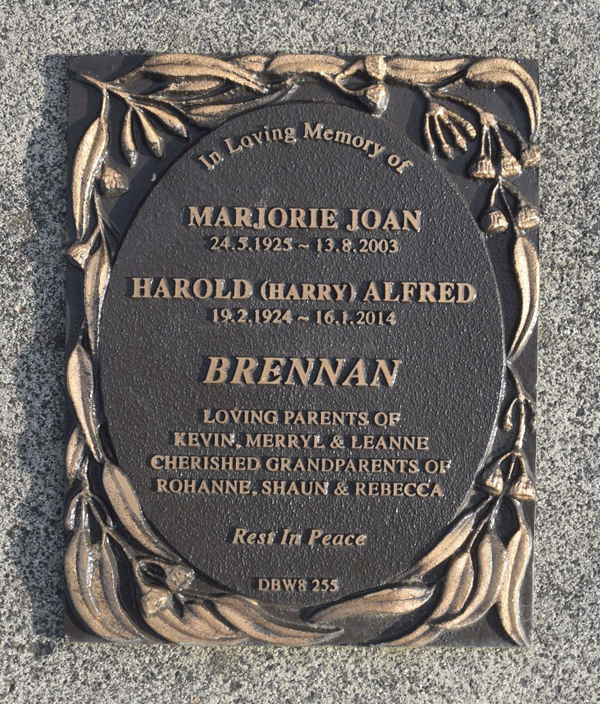 In Loving Memory of
MARJORIE JOAN
24.5.1925 ~ 13.8.2003
HAROLD (HARRY) ALFRED
19.2.1924 ~ 16.1.2014
BRENNAN
LOVING PARENTS OF
KEVIN, MERRYL & LEANNE
CHERISHED GRANDPARENTS OF
ROHANNE, SHAUN & REBECCA
Rest In Peace
DBW8 255